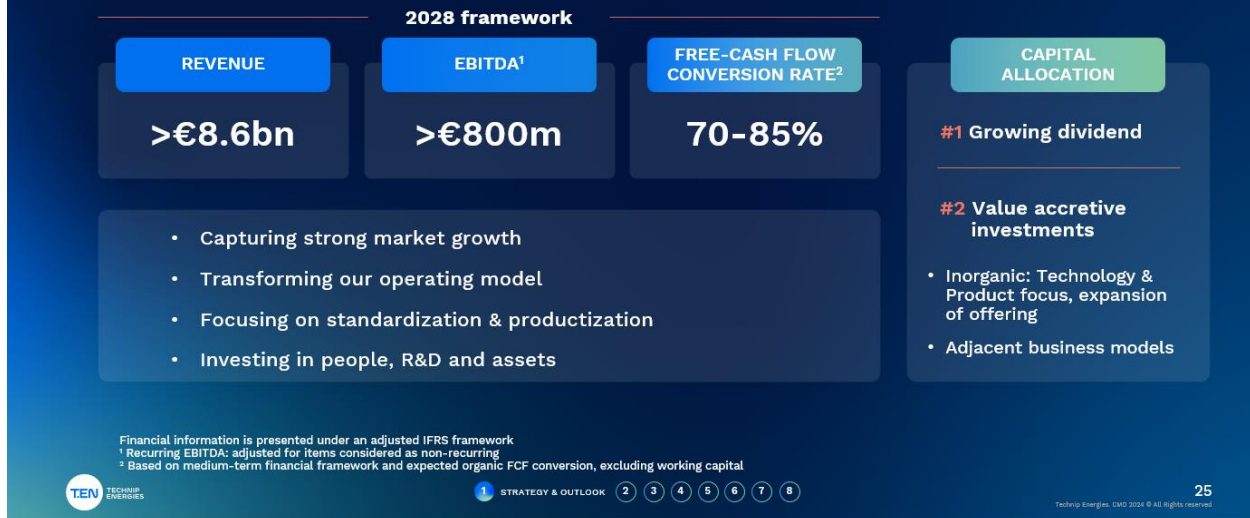 2028 framework
REVENUE
>€8.6bn
EBITDA¹
>€800m
FREE-CASH FLOW
CONVERSION RATE²
70-85%
• Capturing strong market growth
• Transforming our operating model
• Focusing on standardization & productization
• Investing in people, R&D and assets
CAPITAL
ALLOCATION
#1 Growing dividend
#2 Value accretive
investments
• Inorganic: Technology &
Product focus, expansion
of offering
• Adjacent business models
Financial information is presented under an adjusted IFRS framework
¹ Recurring EBITDA: adjusted for items considered as non-recurring
² Based on medium-term financial framework and expected organic FCF conversion, excluding working capital
T.EN TECHNIP
ENERGIES
1 STRATEGY & OUTLOOK 2 3 4 5 6 7 8
25
Technip Energies. CMD 2024 © All Rights reserved